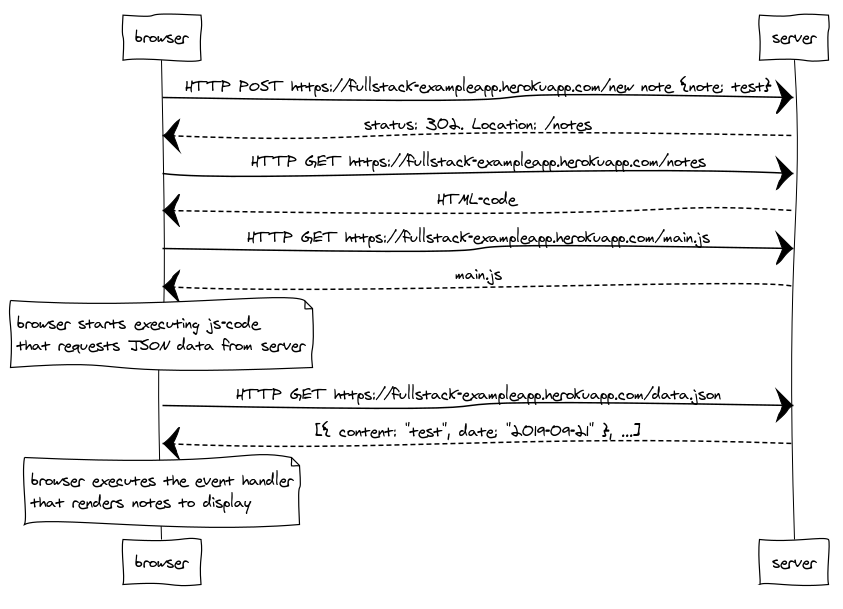 browser
server
HTTP POST https://fullstack-exampleapp.herokuapp.com/new note {note: test}
status: 302, Location: /notes
HTTP GET https://fullstack-exampleapp.herokuapp.com/notes
HTML-code
HTTP GET https://fullstack-exampleapp.herokuapp.com/main.js
main.js
browser starts executing js-code
that requests JSON data from server
HTTP GET https://fullstack-exampleapp.herokuapp.com/data.json
[{ content: "test", date: "2019-09-21" }, ...]
browser executes the event handler
that renders notes to display
browser
server